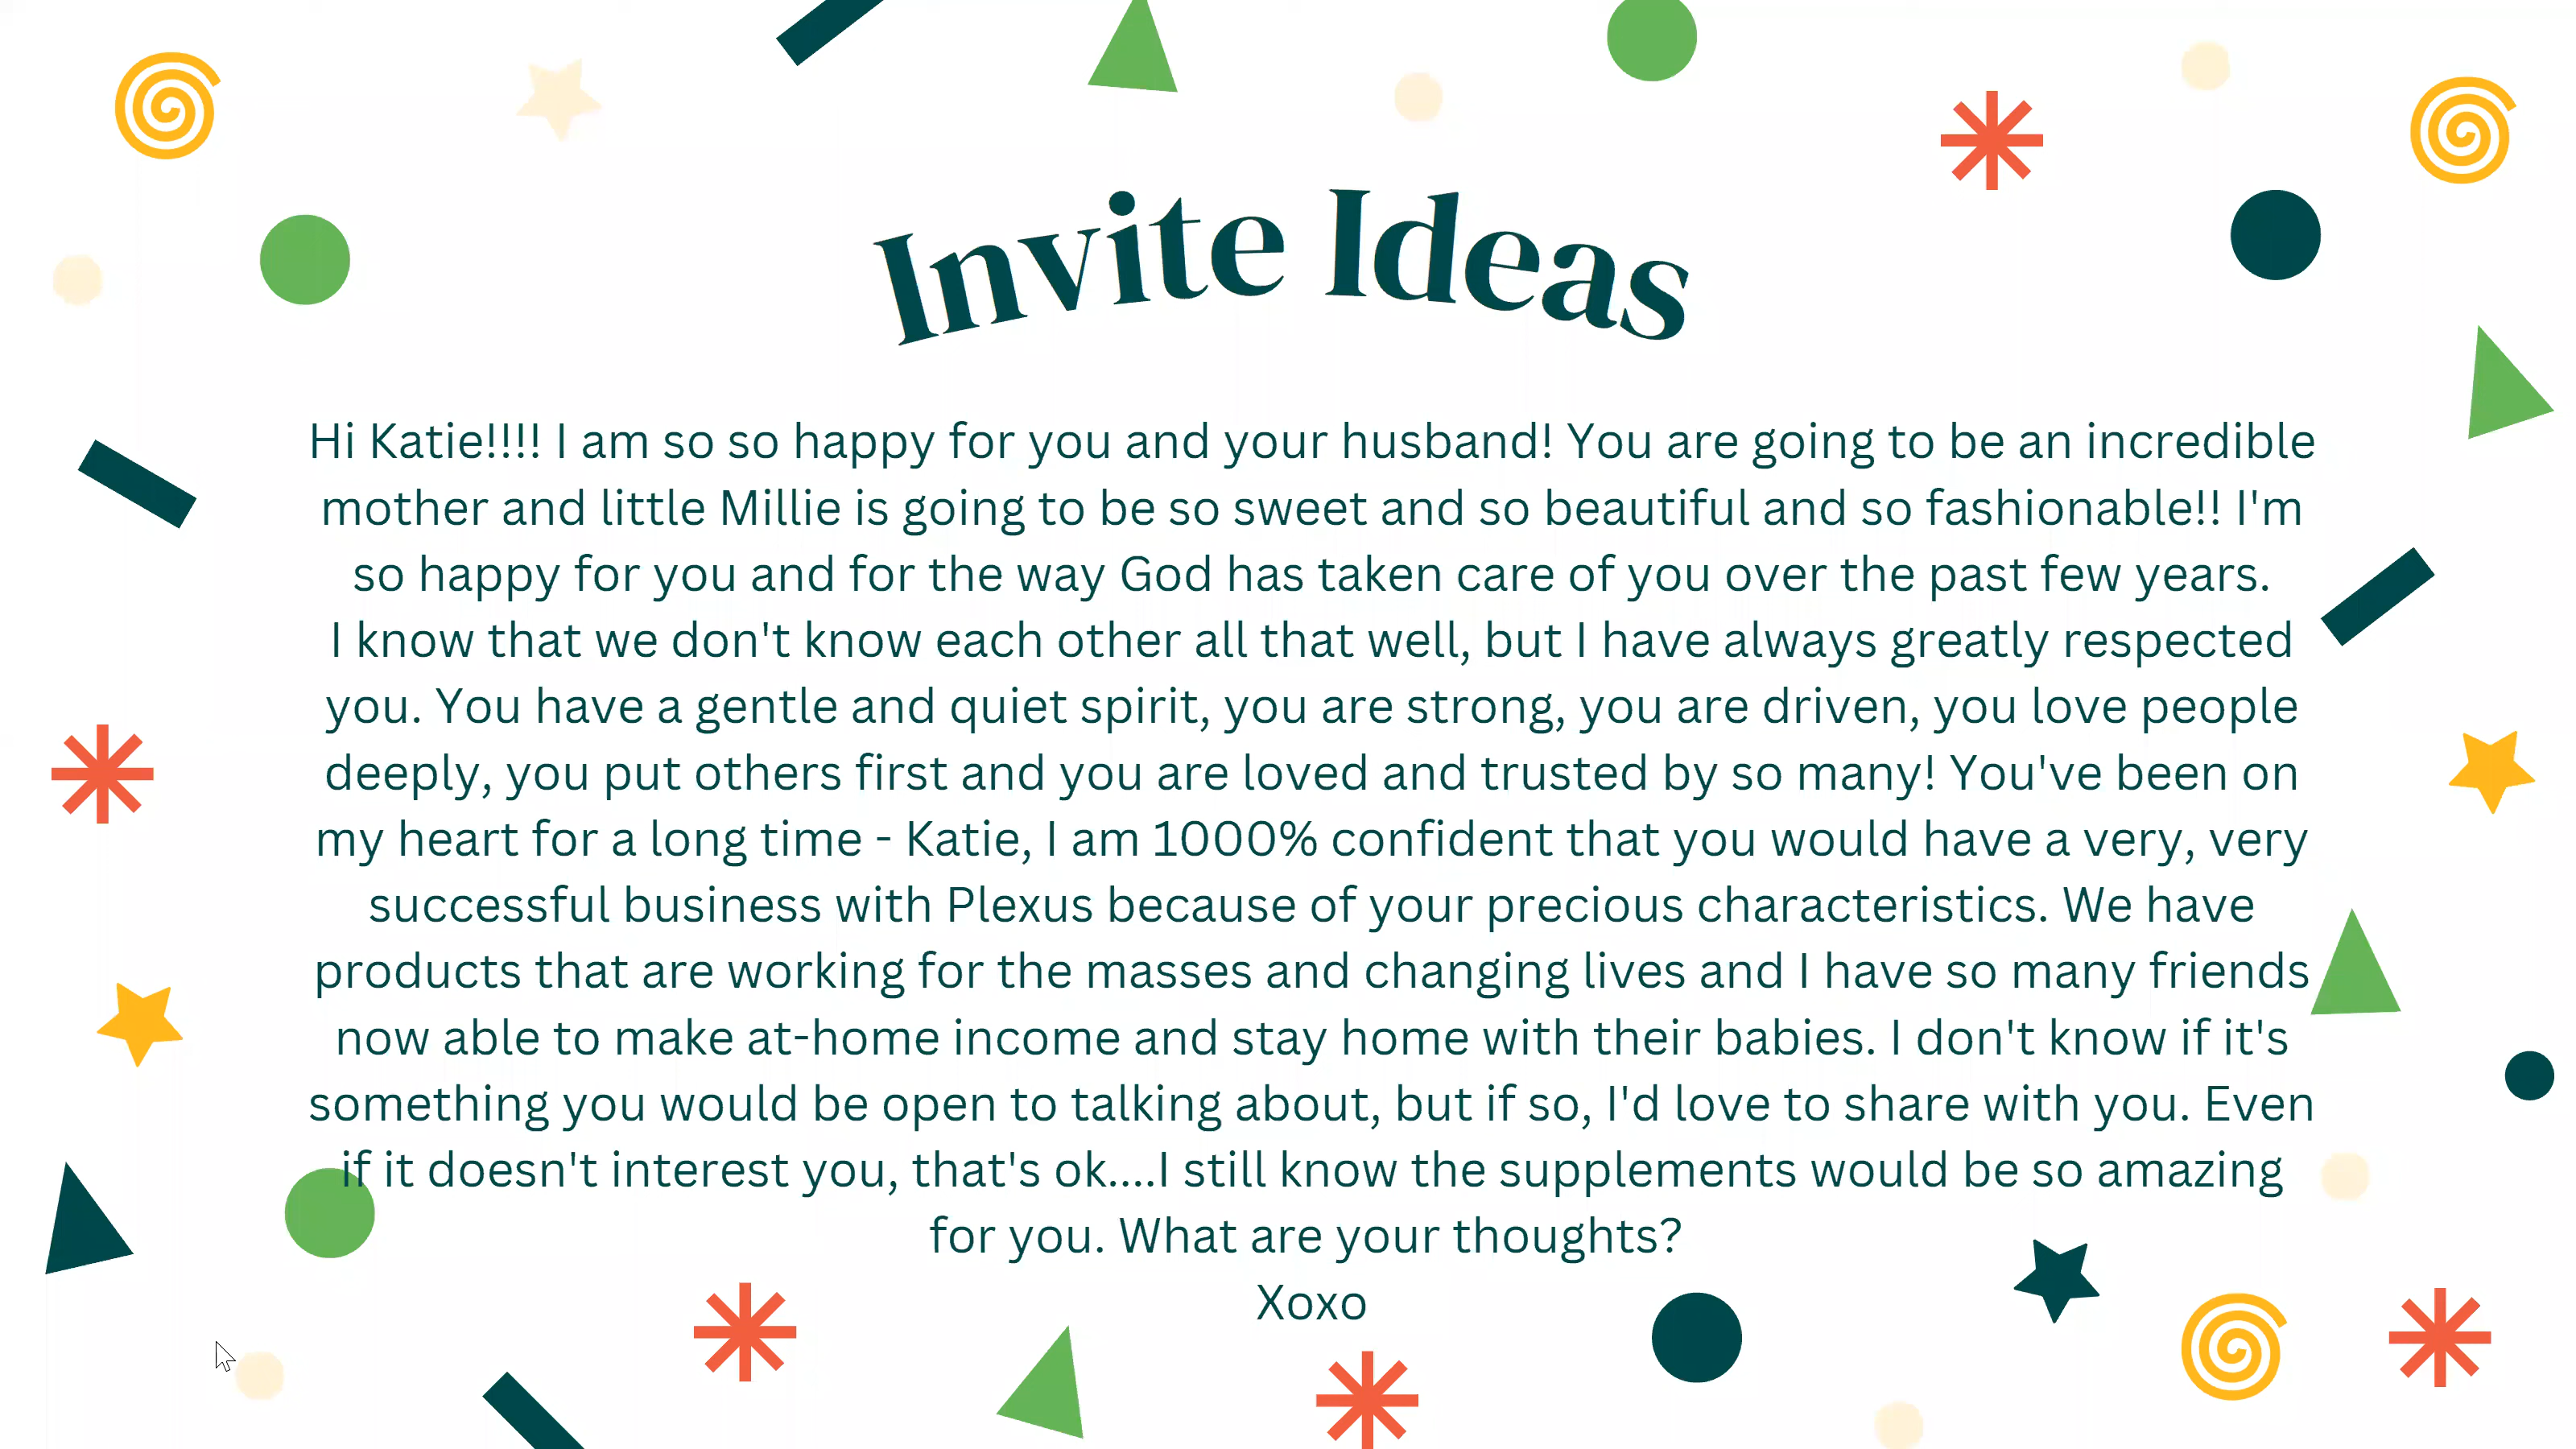 Invite Ideas
Hi Katie!!!! I am so so happy for you and your husband! You are going to be an incredible
mother and little Millie is going to be so sweet and so beautiful and so fashionable!! I'm
so happy for you and for the way God has taken care of you over the past few years.
I know that we don't know each other all that well, but I have always greatly respected
you. You have a gentle and quiet spirit, you are strong, you are driven, you love people
deeply, you put others first and you are loved and trusted by so many! You've been on
my heart for a long time - Katie, I am 1000% confident that you would have a very, very
successful business with Plexus because of your precious characteristics. We have
products that are working for the masses and changing lives and I have so many friends
now able to make at-home income and stay home with their babies. I don't know if it's
something you would be open to talking about, but if so, I'd love to share with you. Even
if it doesn't interest you, that's ok....I still know the supplements would be so amazing
for you. What are your thoughts?
Xoxo